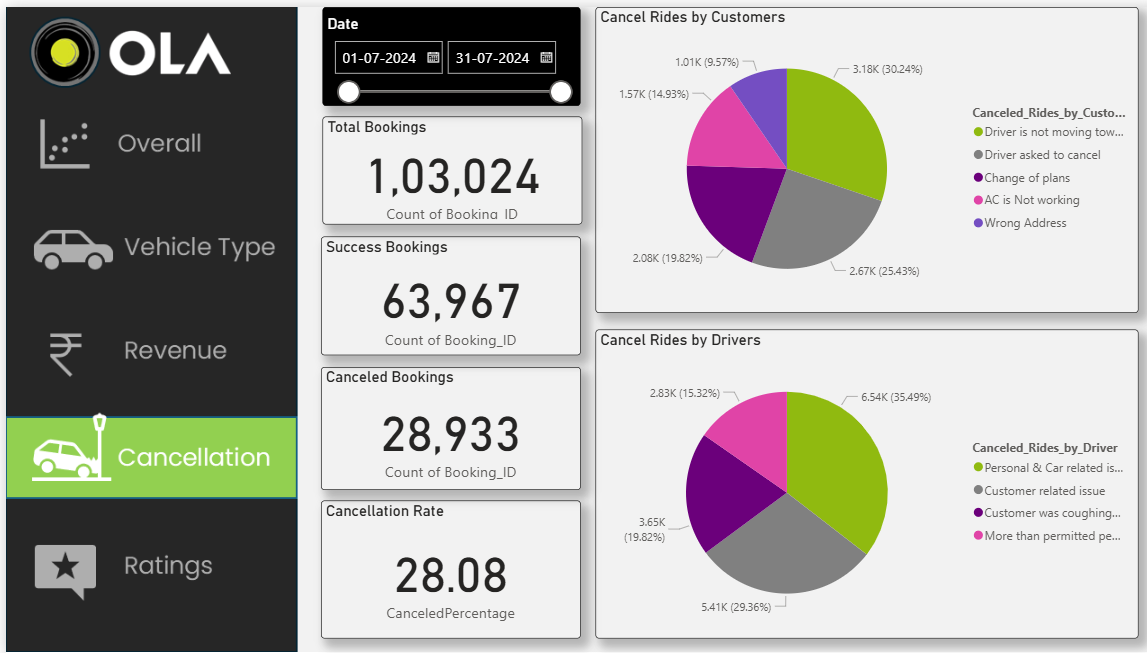 OLA
Overall
Vehicle Type
Revenue
Cancellation
Ratings
Date
01-07-2024
31-07-2024
Total Bookings
1,03,024
Count of Booking_ID
Success Bookings
63,967
Count of Booking_ID
Canceled Bookings
28,933
Count of Booking_ID
Cancellation Rate
28.08
CanceledPercentage
Cancel Rides by Customers
1.01K (9.57%)
3.18K (30.24%)
1.57K (14.93%)
2.08K (19.82%)
2.67K (25.43%)
Canceled_Rides_by_Custo...
Driver is not moving tow...
Driver asked to cancel
Change of plans
AC is Not working
Wrong Address
Cancel Rides by Drivers
2.83K (15.32%)
6.54K (35.49%)
3.65K
(19.82%)
5.41K (29.36%)
Canceled_Rides_by_Driver
Personal & Car related is...
Customer related issue
Customer was coughing...
More than permitted pe...